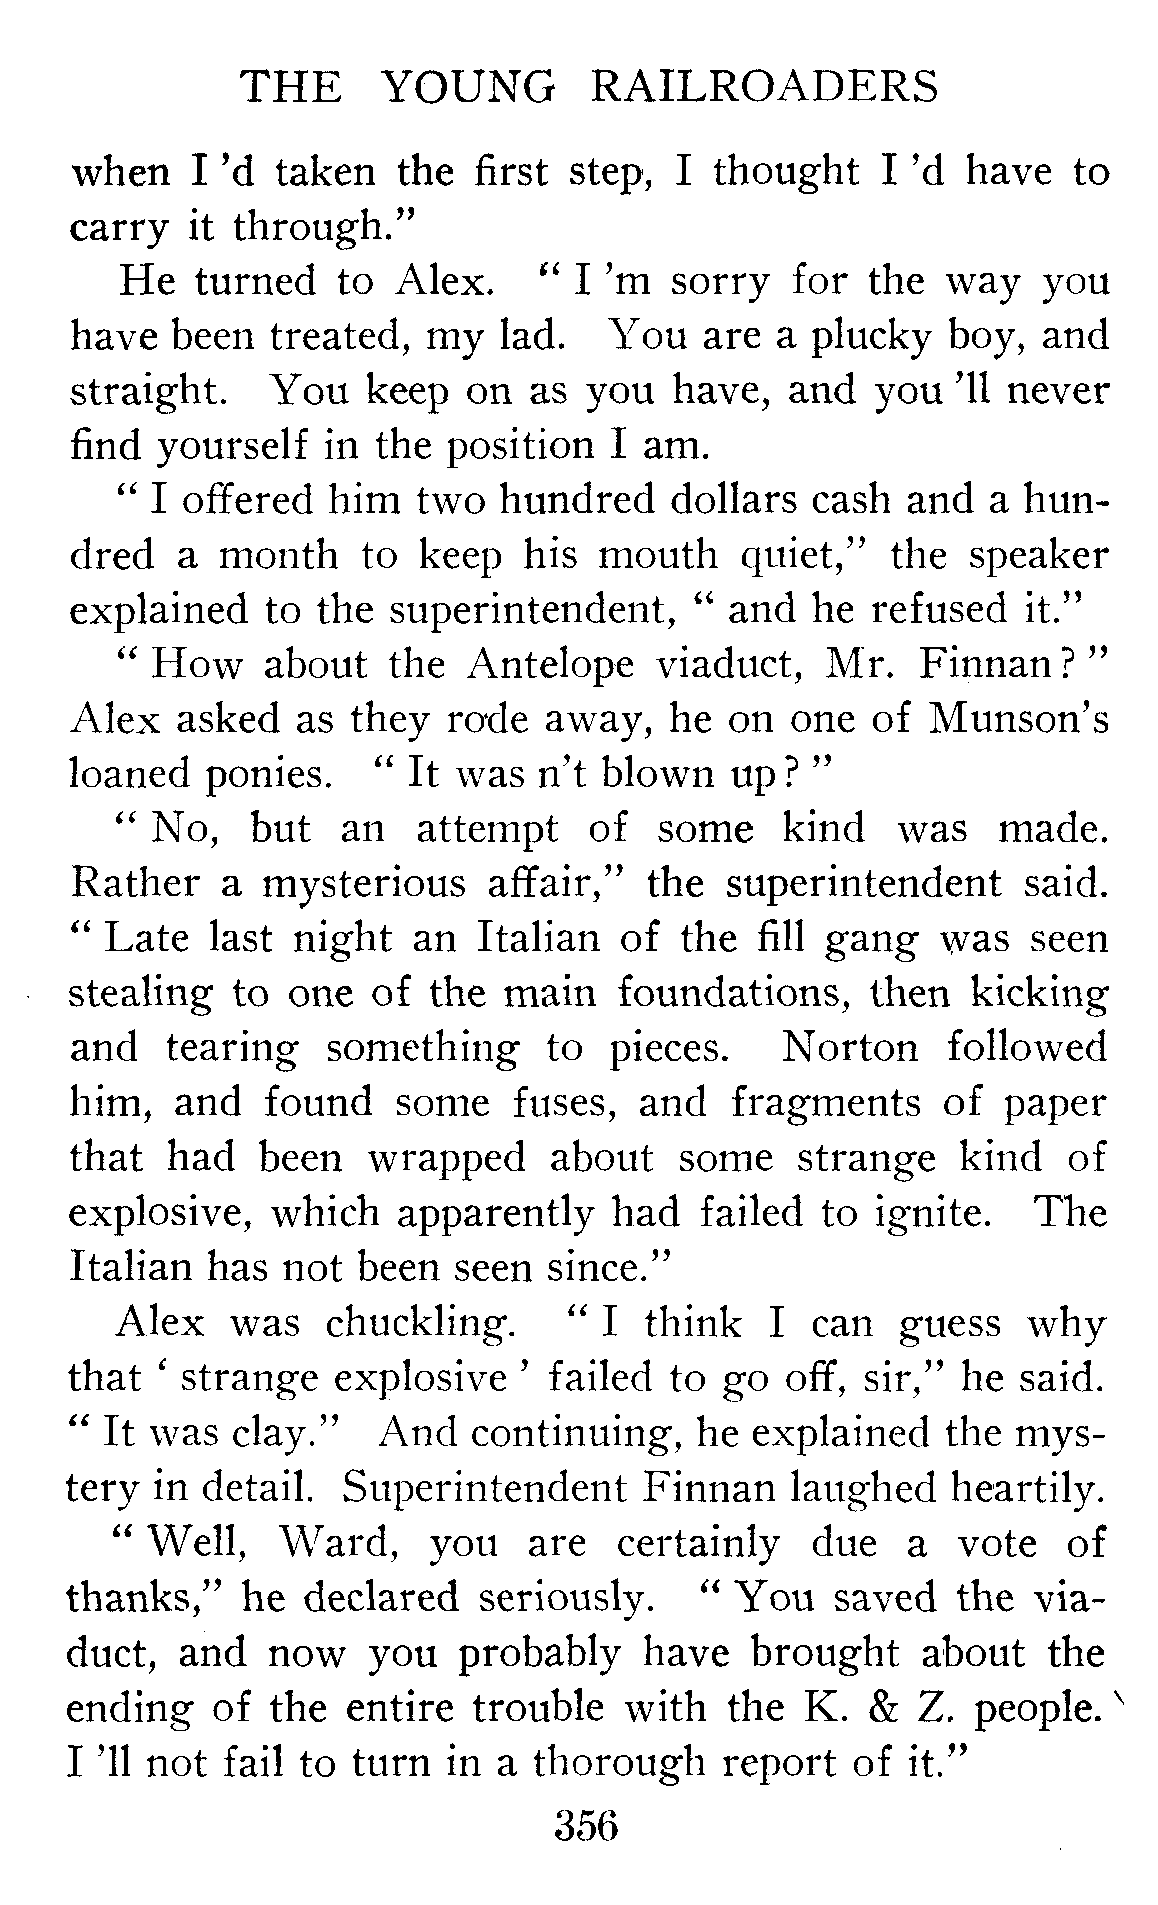 THE YOUNG RAILROADERS
when I 'd taken the first step, I thought I 'd have to
carry it through."
He turned to Alex. " I 'm sorry for the way you
have been treated, my lad. You are a plucky boy, and
straight. You keep on as you have, and you 'll never
find yourself in the position I am.
" I offered him two hundred dollars cash and a hun-
dred a month to keep his mouth quiet," the speaker
explained to the superintendent, " and he refused it."
" How about the Antelope viaduct, Mr. Finnan? "
Alex asked as they rode away, he on one of Munson's
loaned ponies. " It was n't blown up? "
" No, but an attempt of some kind was made.
Rather a mysterious affair," the superintendent said.
" Late last night an Italian of the fill gang was seen
stealing to one of the main foundations, then kicking
and tearing something to pieces. Norton followed
him, and found some fuses, and fragments of paper
that had been wrapped about some strange kind of
explosive, which apparently had failed to ignite. The
Italian has not been seen since."
Alex was chuckling. " I think I can guess why
that ' strange explosive ' failed to go off, sir," he said.
" It was clay." And continuing, he explained the mys-
tery in detail. Superintendent Finnan laughed heartily.
" Well, Ward, you are certainly due a vote of
thanks," he declared seriously. " You saved the via-
duct, and now you probably have brought about the
ending of the entire trouble with the K. & Z. people.
I 'll not fail to turn in a thorough report of it."
356